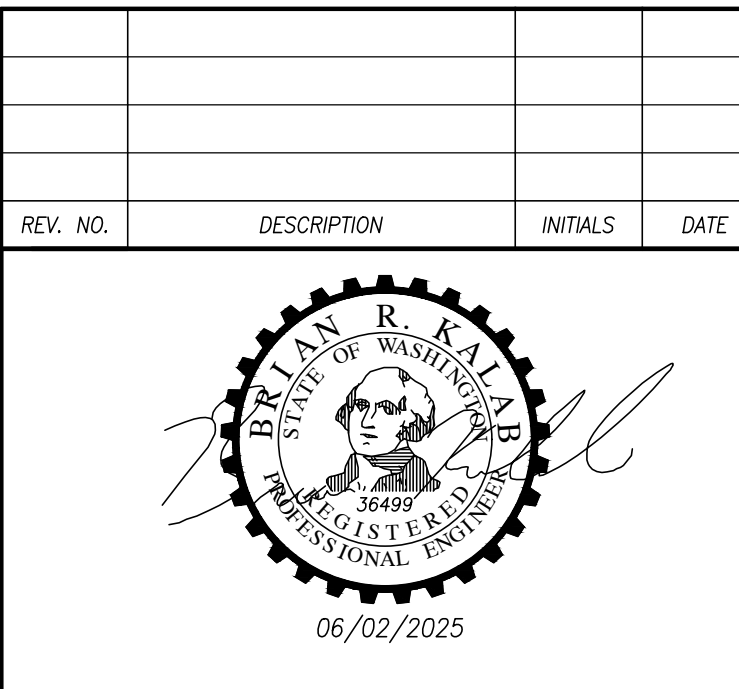 REV. NO. DESCRIPTION INITIALS DATE
BRIAN R. KALAB
STATE OF WASHINGTON
36499
REGISTERED
PROFESSIONAL ENGINEER
06/02/2025